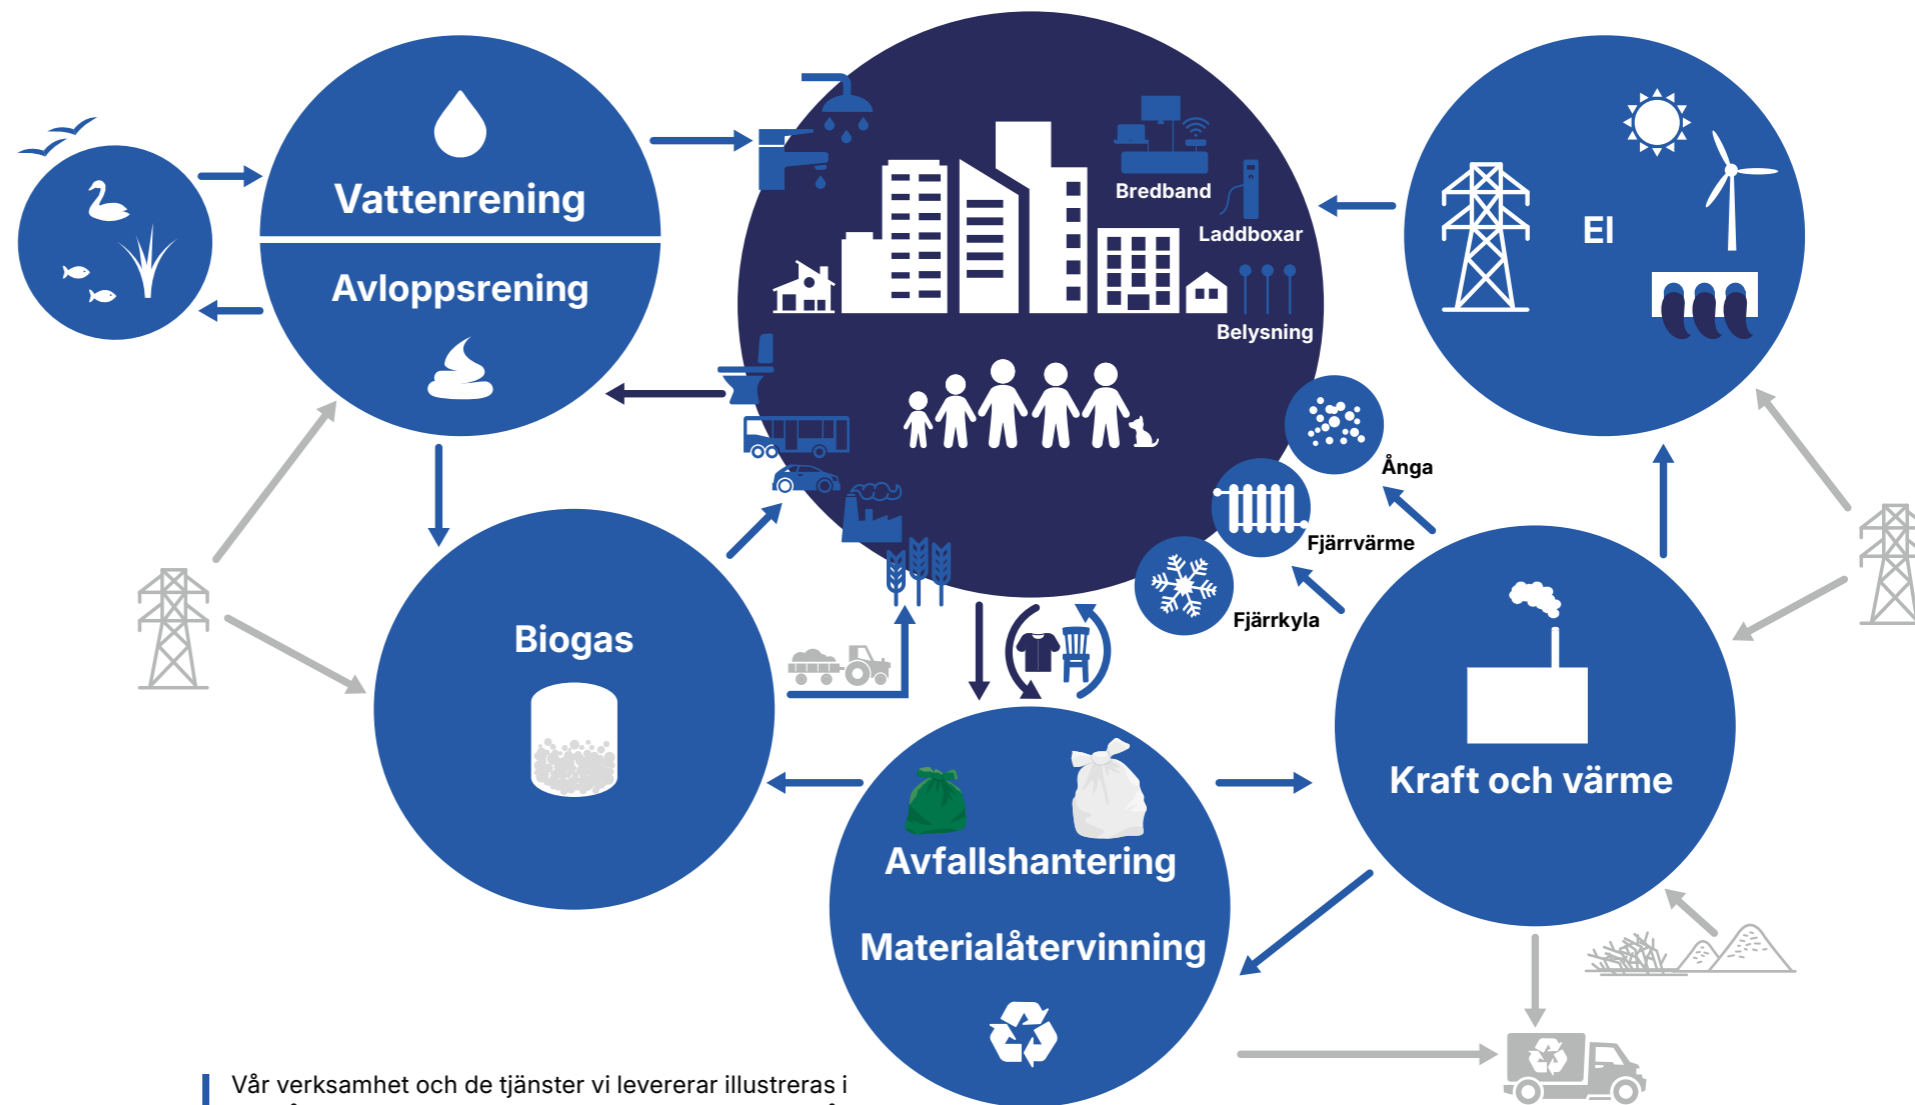 Vattenrening
Avloppsrening
Bredband
Laddboxar
Belysning
El
Ånga
Fjärrvärme
Fjärrkyla
Biogas
Kraft och värme
Avfallshantering
Materialåtervinning
Vår verksamhet och de tjänster vi levererar illustreras i